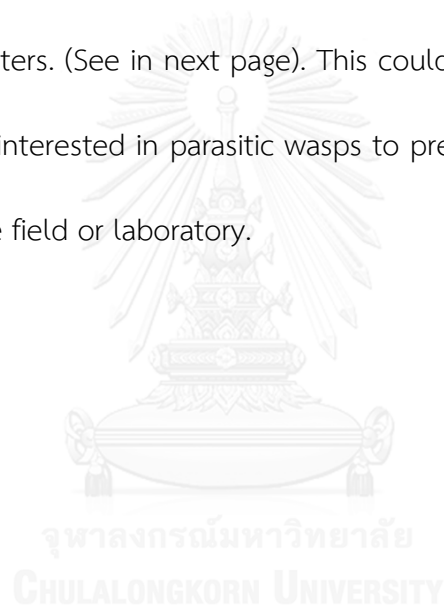 ters. (See in next page). This could
interested in parasitic wasps to pre
field or laboratory.
จุฬาลงกรณ์มหาวิทยาลัย
CHULALONGKORN UNIVERSITY